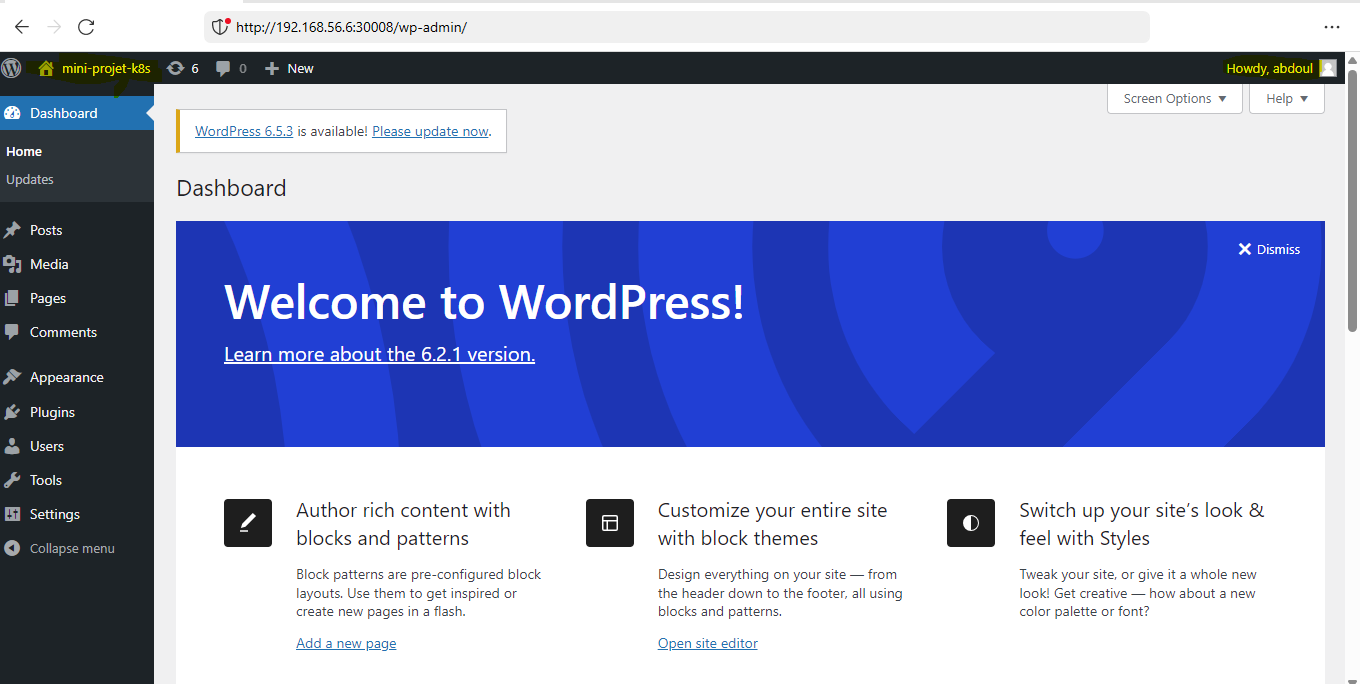 http://192.168.56.6:30008/wp-admin/
mini-projet-k8s 6 0 New Howdy, abdoul
Dashboard
Home
Updates
Posts
Media
Pages
Comments
Appearance
Plugins
Users
Tools
Settings
Collapse menu
Screen Options Help
WordPress 6.5.3 is available! Please update now.
Dashboard
Dismiss
Welcome to WordPress!
Learn more about the 6.2.1 version.
Author rich content with
blocks and patterns
Block patterns are pre-configured block
layouts. Use them to get inspired or
create new pages in a flash.
Add a new page
Customize your entire site
with block themes
Design everything on your site — from
the header down to the footer, all using
blocks and patterns.
Open site editor
Switch up your site’s look &
feel with Styles
Tweak your site, or give it a whole new
look! Get creative — how about a new
color palette or font?